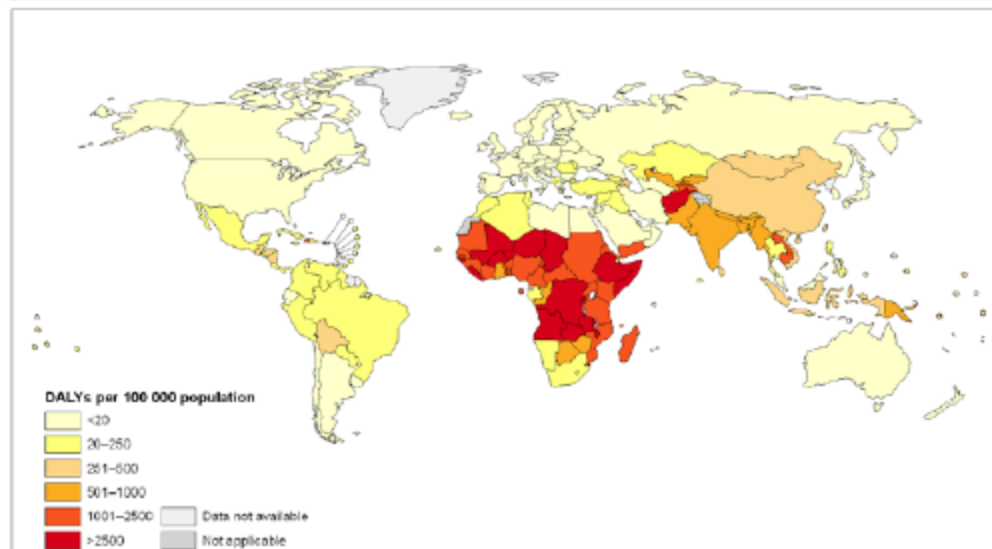 DALYs per 100 000 population
<20
20–250
251–500
501–1000
1001–2500
Data not available
>2500
Not applicable